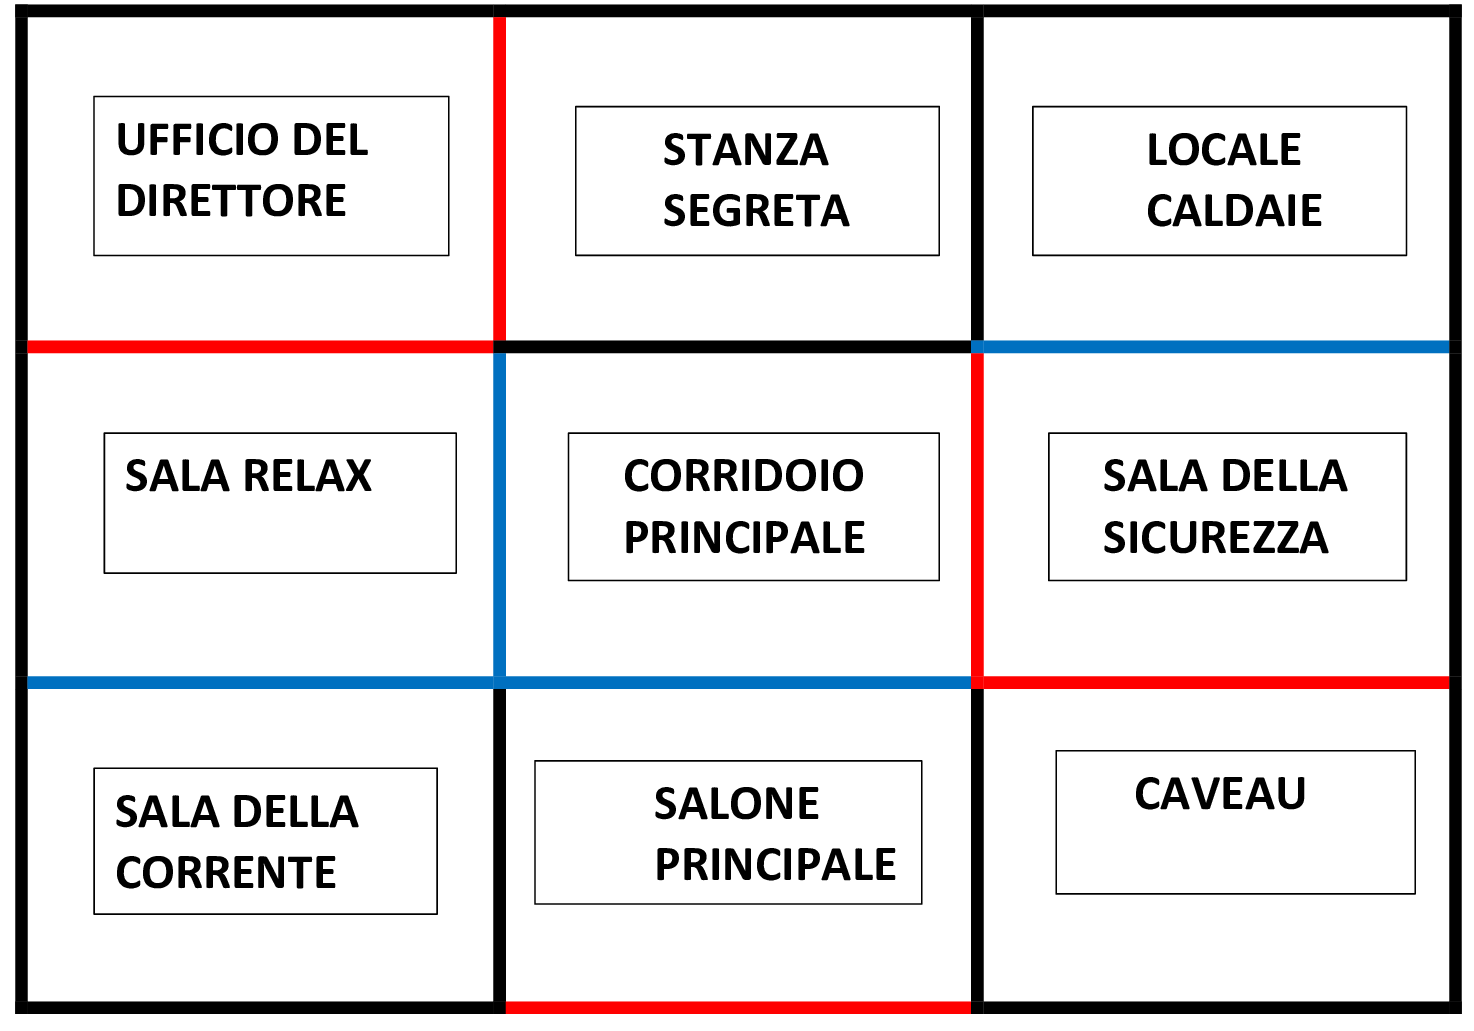 UFFICIO DEL
DIRETTORE
STANZA
SEGRETA
LOCALE
CALDAIE
SALA RELAX
CORRIDOIO
PRINCIPALE
SALA DELLA
SICUREZZA
SALA DELLA
CORRENTE
SALONE
PRINCIPALE
CAVEAU